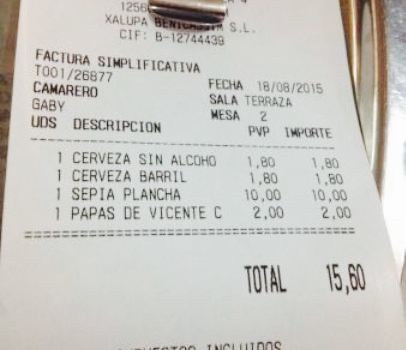 1256
XALUPA BENICASSIM S.L.
CIF: B-12744439
FACTURA SIMPLIFICATIVA
T001/26877 FECHA 18/08/2015
CAMARERO SALA TERRAZA
GABY MESA 2
UDS DESCRIPCION PVP IMPORTE
1 CERVEZA SIN ALCOHO 1,80 1,80
1 CERVEZA BARRIL 1,80 1,80
1 SEPIA PLANCHA 10,00 10,00
1 PAPAS DE VICENTE C 2,00 2,00
TOTAL 15,60
INCLUIDOS